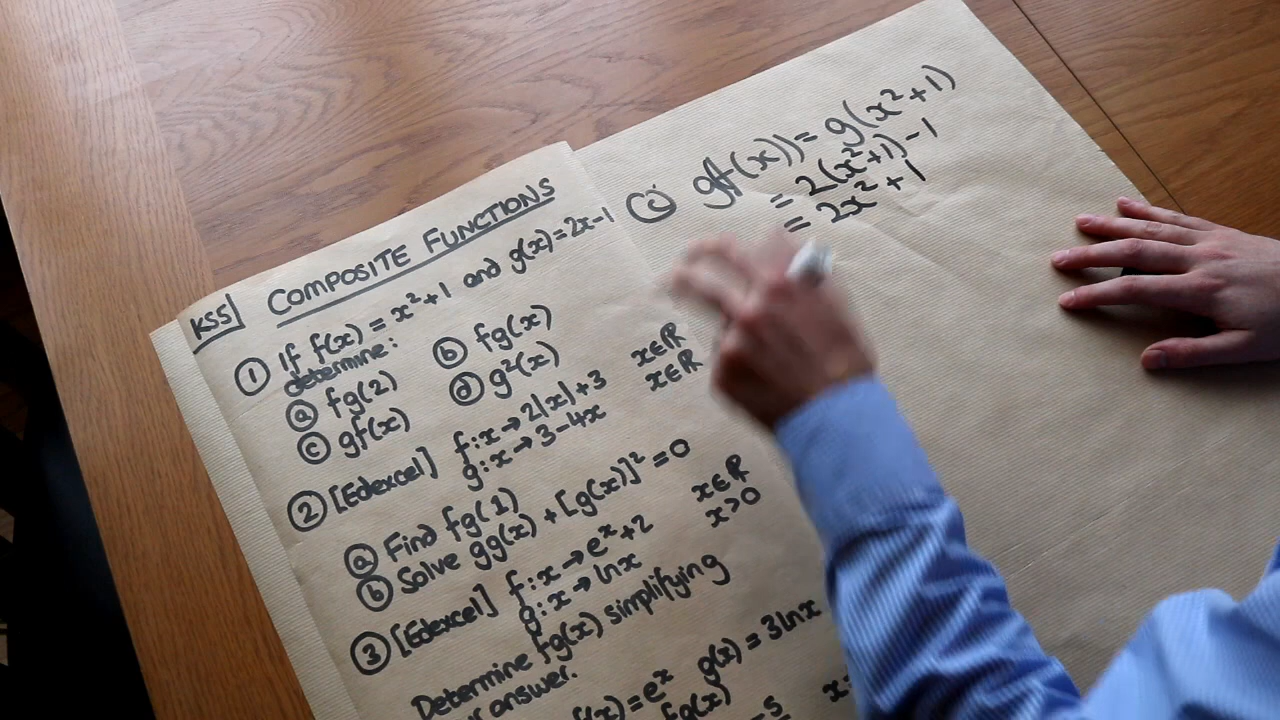 KS5 COMPOSITE FUNCTIONS
① If f(x) = x²+1 and g(x)=2x-1
determine:
ⓐ fg(2) ⓑ fg(x)
ⓒ gf(x) ⓓ g²(x)
② [Edexcel] f:x→2|x|+3 x∈ℝ
g:x→3-4x x∈ℝ
ⓐ Find fg(1)
ⓑ Solve gg(x) + [g(x)]² = 0
③ [Edexcel] f:x→eˣ+2 x∈ℝ
g:x→lnx x>0
Determine fg(x) simplifying
answer.
f(x)=eˣ g(x) = 3lnx
fg(x)
ⓒ gf(x)) = g(x²+1)
= 2(x²+1)-1
= 2x²+1